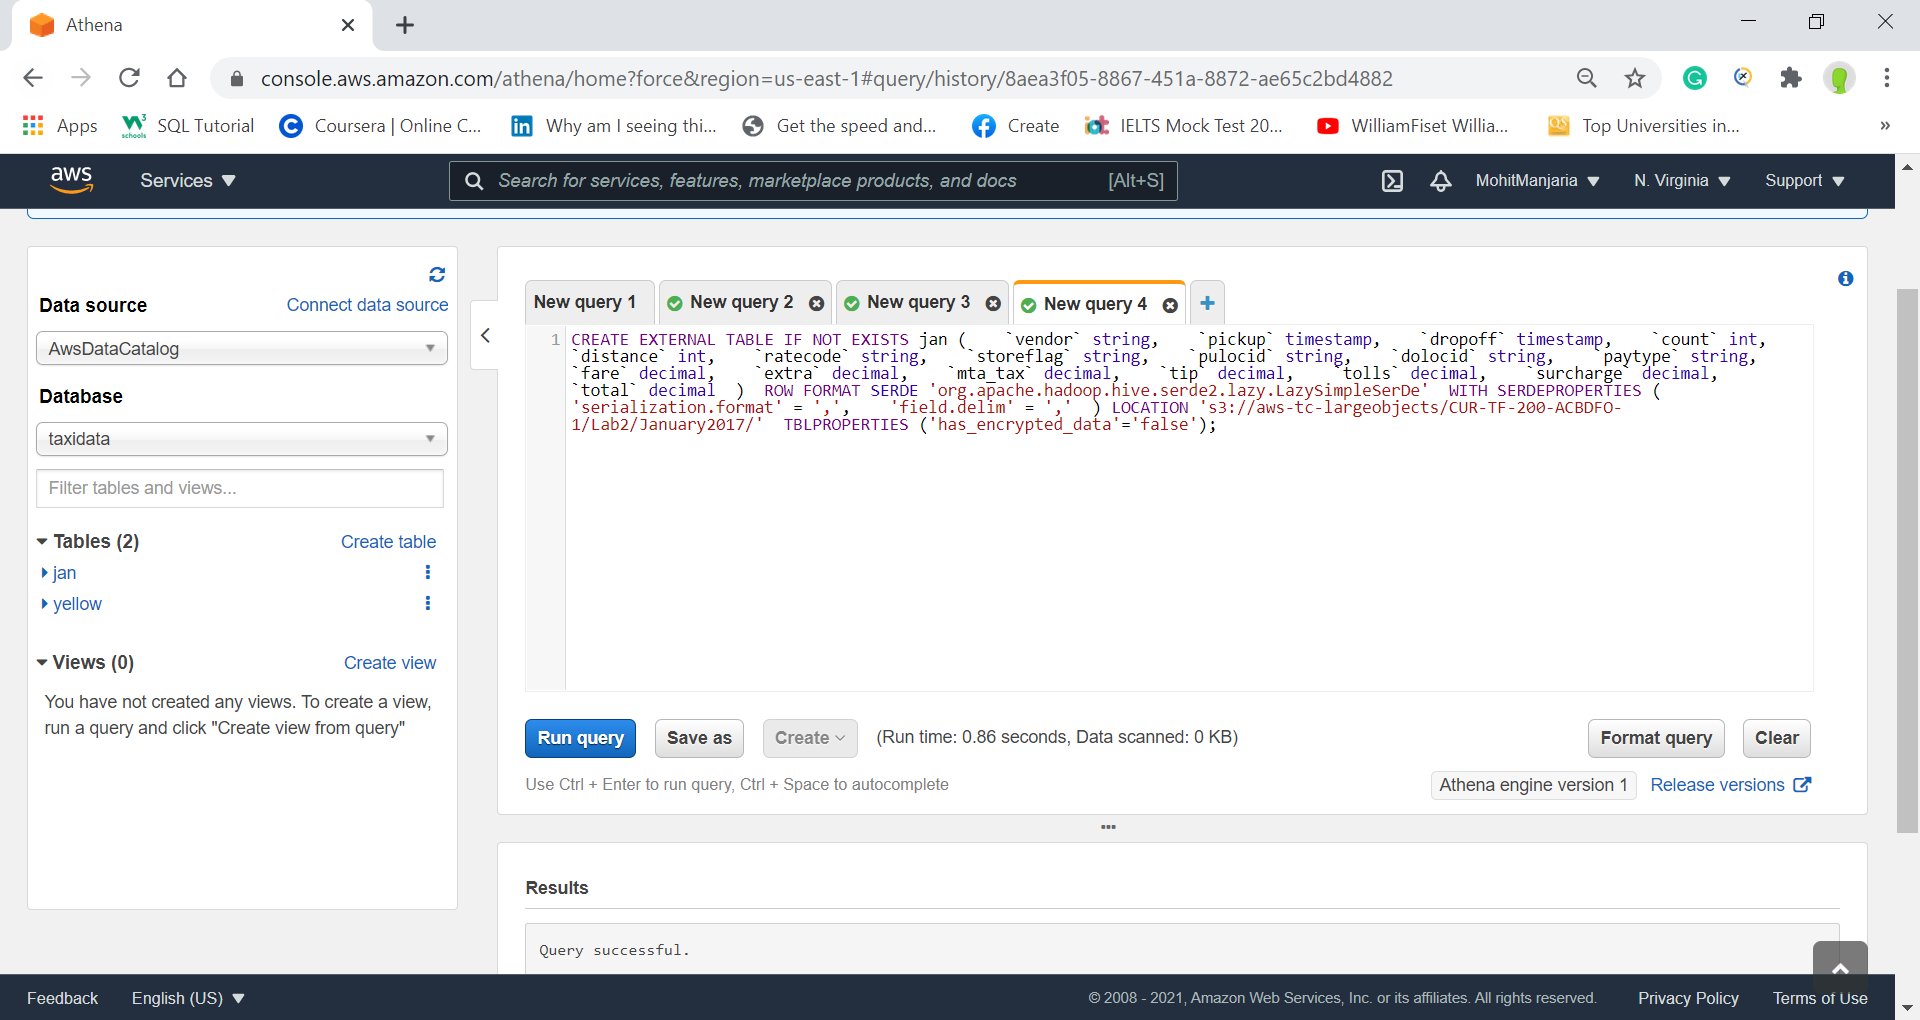 Athena
console.aws.amazon.com/athena/home?force&region=us-east-1#query/history/8aea3f05-8867-451a-8872-ae65c2bd4882
Apps SQL Tutorial Coursera | Online C... Why am I seeing thi... Get the speed and... Create IELTS Mock Test 20... WilliamFiset Willia... Top Universities in... »
aws Services Search for services, features, marketplace products, and docs [Alt+S] MohitManjaria N. Virginia Support
Data source Connect data source
AwsDataCatalog
Database
taxidata
Filter tables and views...
Tables (2) Create table
jan
yellow
Views (0) Create view
You have not created any views. To create a view,
run a query and click "Create view from query"
New query 1 New query 2 New query 3 New query 4 +
1 CREATE EXTERNAL TABLE IF NOT EXISTS jan ( `vendor` string, `pickup` timestamp, `dropoff` timestamp, `count` int,
`distance` int, `ratecode` string, `storeflag` string, `pulocid` string, `dolocid` string, `paytype` string,
`fare` decimal, `extra` decimal, `mta_tax` decimal, `tip` decimal, `tolls` decimal, `surcharge` decimal,
`total` decimal ) ROW FORMAT SERDE 'org.apache.hadoop.hive.serde2.lazy.LazySimpleSerDe' WITH SERDEPROPERTIES (
'serialization.format' = ',', 'field.delim' = ',' ) LOCATION 's3://aws-tc-largeobjects/CUR-TF-200-ACBDFO-
1/Lab2/January2017/' TBLPROPERTIES ('has_encrypted_data'='false');
Run query Save as Create (Run time: 0.86 seconds, Data scanned: 0 KB) Format query Clear
Use Ctrl + Enter to run query, Ctrl + Space to autocomplete Athena engine version 1 Release versions
Results
Query successful.
Feedback English (US) © 2008 - 2021, Amazon Web Services, Inc. or its affiliates. All rights reserved. Privacy Policy Terms of Use